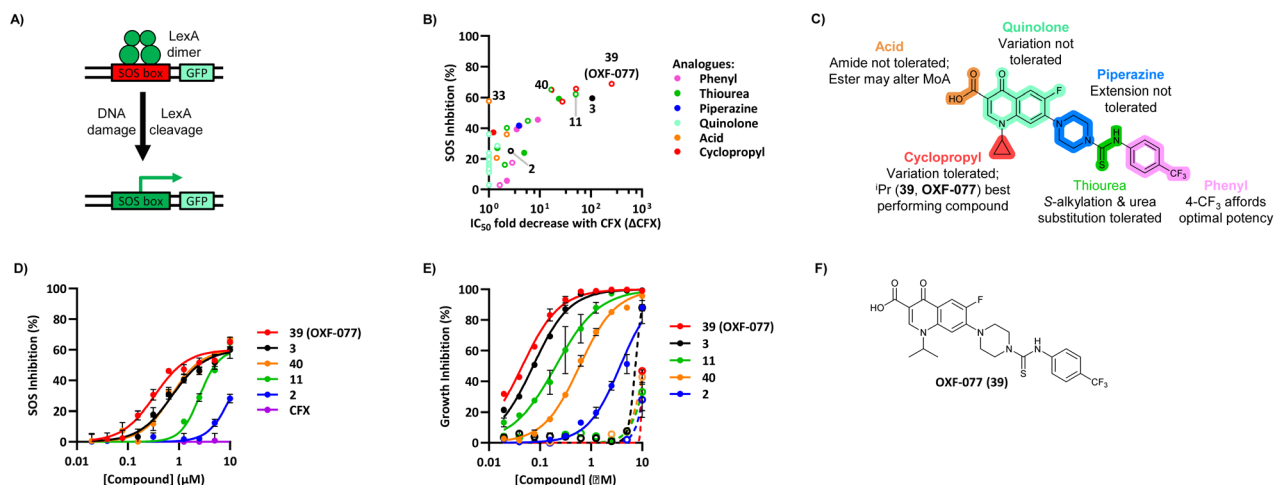 A)
LexA
dimer
SOS box
GFP
DNA
damage
LexA
cleavage
SOS box
GFP
B)
SOS Inhibition (%)
100
80
60
40
20
0
10⁰
10¹
10²
10³
IC₅₀ fold decrease with CFX (ΔCFX)
33
40
39
(OXF-077)
3
11
2
Analogues:
Phenyl
Thiourea
Piperazine
Quinolone
Acid
Cyclopropyl
C)
Quinolone
Variation not
tolerated
Acid
Amide not tolerated;
Ester may alter MoA
Piperazine
Extension not
tolerated
O
O
F
HO
N
N
N
H
N
S
CF₃
Cyclopropyl
Variation tolerated;
ⁱPr (39, OXF-077) best
performing compound
Thiourea
S-alkylation & urea
substitution tolerated
Phenyl
4-CF₃ affords
optimal potency
D)
SOS Inhibition (%)
100
80
60
40
20
0
0.01
0.1
1
10
[Compound] (μM)
39 (OXF-077)
3
40
11
2
CFX
E)
Growth Inhibition (%)
100
80
60
40
20
0
0.01
0.1
1
10
[Compound] (⍰M)
39 (OXF-077)
3
11
40
2
F)
O
O
F
HO
N
N
N
H
N
S
CF₃
OXF-077 (39)